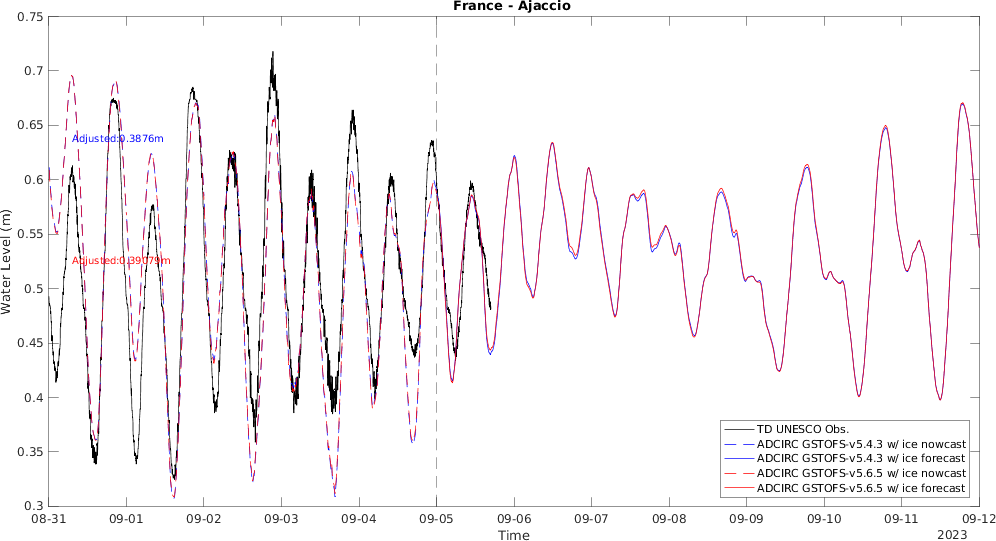 France - Ajaccio
Water Level (m)
0.75
0.7
0.65
0.6
0.55
0.5
0.45
0.4
0.35
0.3
Adjusted:0.3876m
Adjusted:0.39079m
TD UNESCO Obs.
ADCIRC GSTOFS-v5.4.3 w/ ice nowcast
ADCIRC GSTOFS-v5.4.3 w/ ice forecast
ADCIRC GSTOFS-v5.6.5 w/ ice nowcast
ADCIRC GSTOFS-v5.6.5 w/ ice forecast
08-31 09-01 09-02 09-03 09-04 09-05 09-06 09-07 09-08 09-09 09-10 09-11 09-12
Time
2023